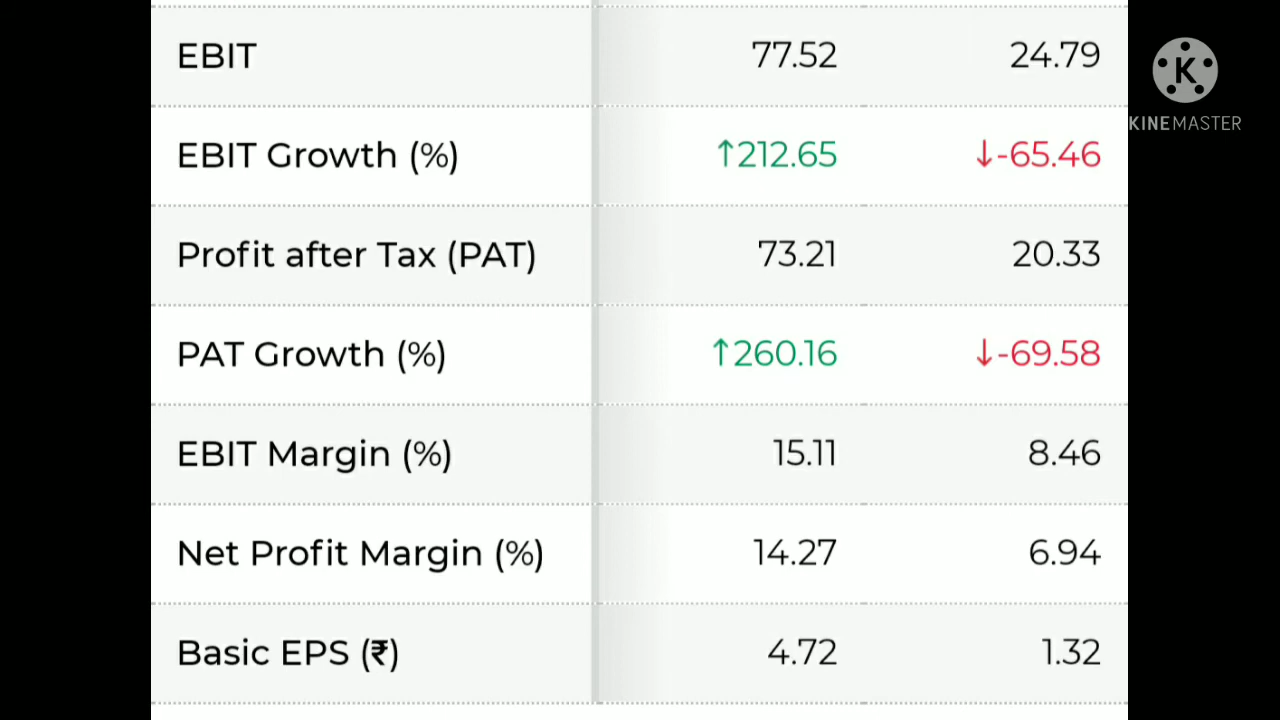 EBIT 77.52 24.79
EBIT Growth (%) ↑212.65 ↓-65.46
Profit after Tax (PAT) 73.21 20.33
PAT Growth (%) ↑260.16 ↓-69.58
EBIT Margin (%) 15.11 8.46
Net Profit Margin (%) 14.27 6.94
Basic EPS (₹) 4.72 1.32
K
KINEMASTER